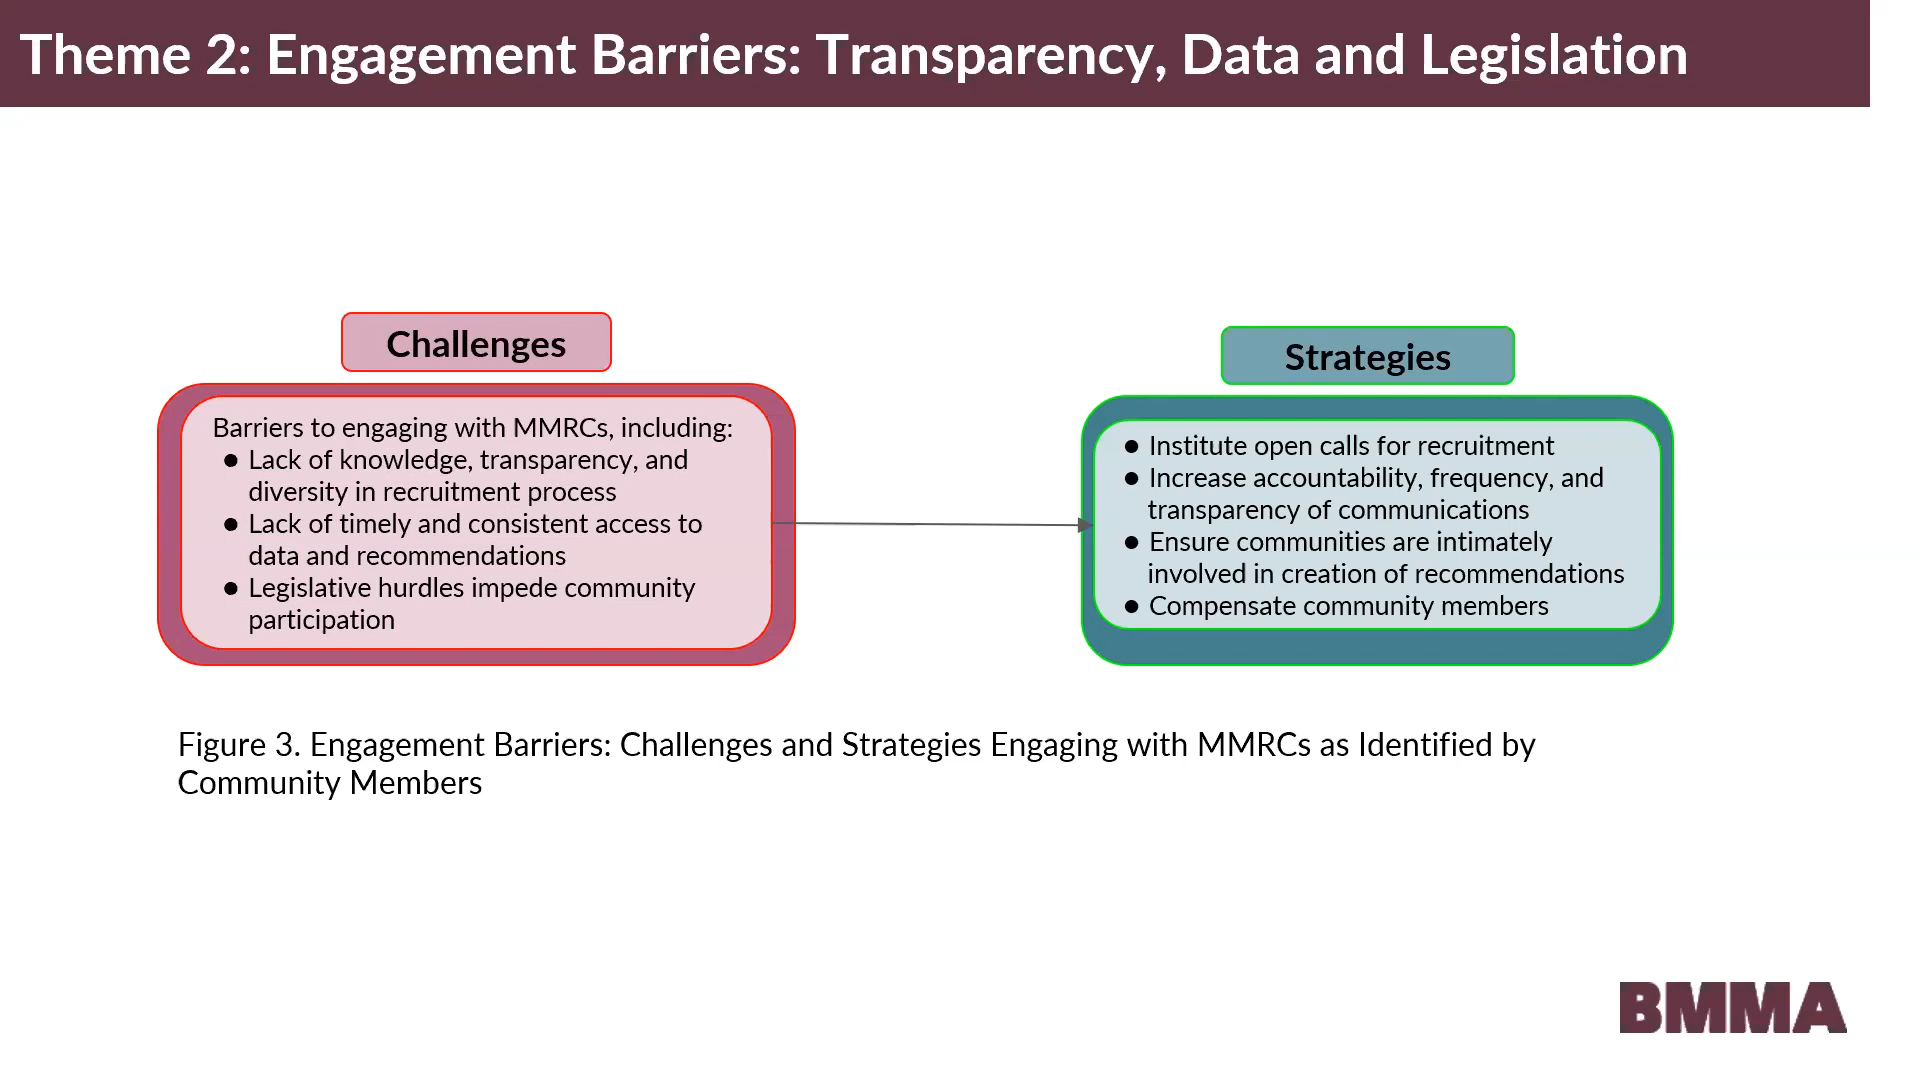 Theme 2: Engagement Barriers: Transparency, Data and Legislation
Challenges
Barriers to engaging with MMRCs, including:
● Lack of knowledge, transparency, and
diversity in recruitment process
● Lack of timely and consistent access to
data and recommendations
● Legislative hurdles impede community
participation
Strategies
● Institute open calls for recruitment
● Increase accountability, frequency, and
transparency of communications
● Ensure communities are intimately
involved in creation of recommendations
● Compensate community members
Figure 3. Engagement Barriers: Challenges and Strategies Engaging with MMRCs as Identified by
Community Members
BMMA